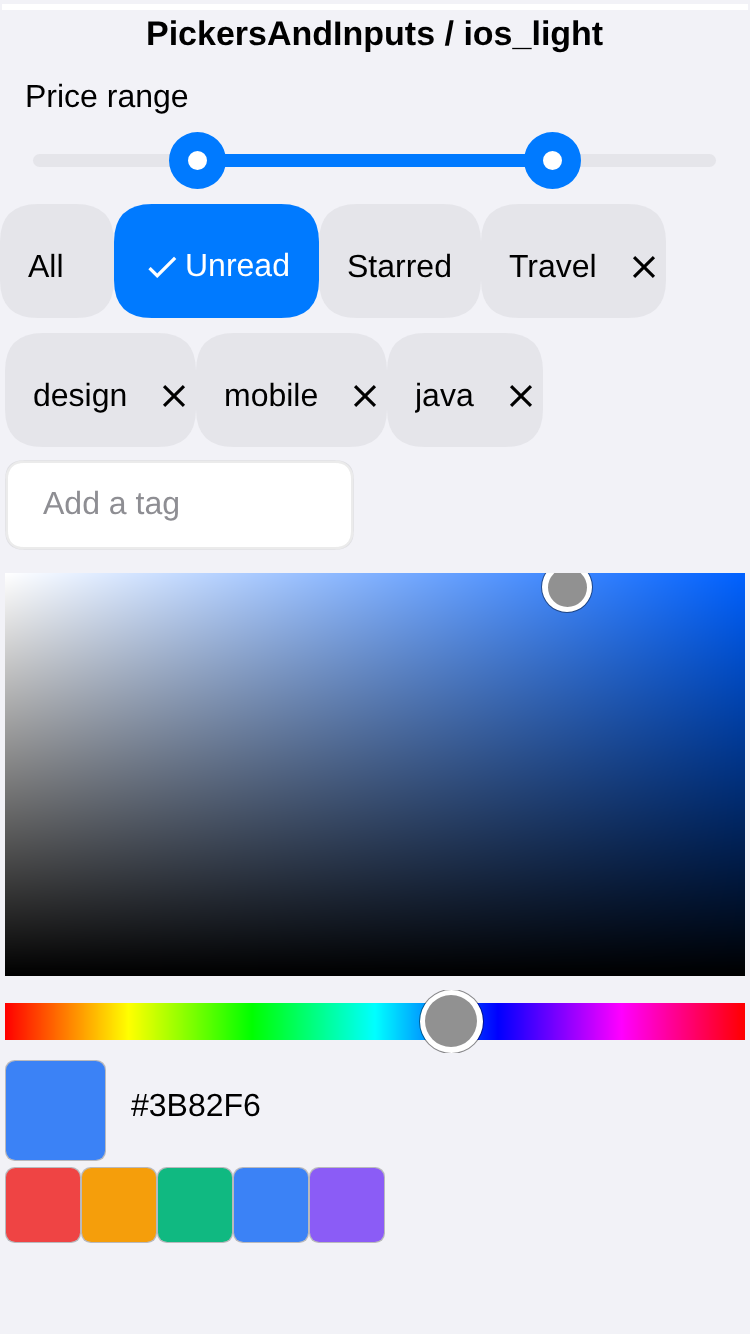 PickersAndInputs / ios_light
Price range
All Unread Starred Travel
design mobile java
Add a tag
#3B82F6